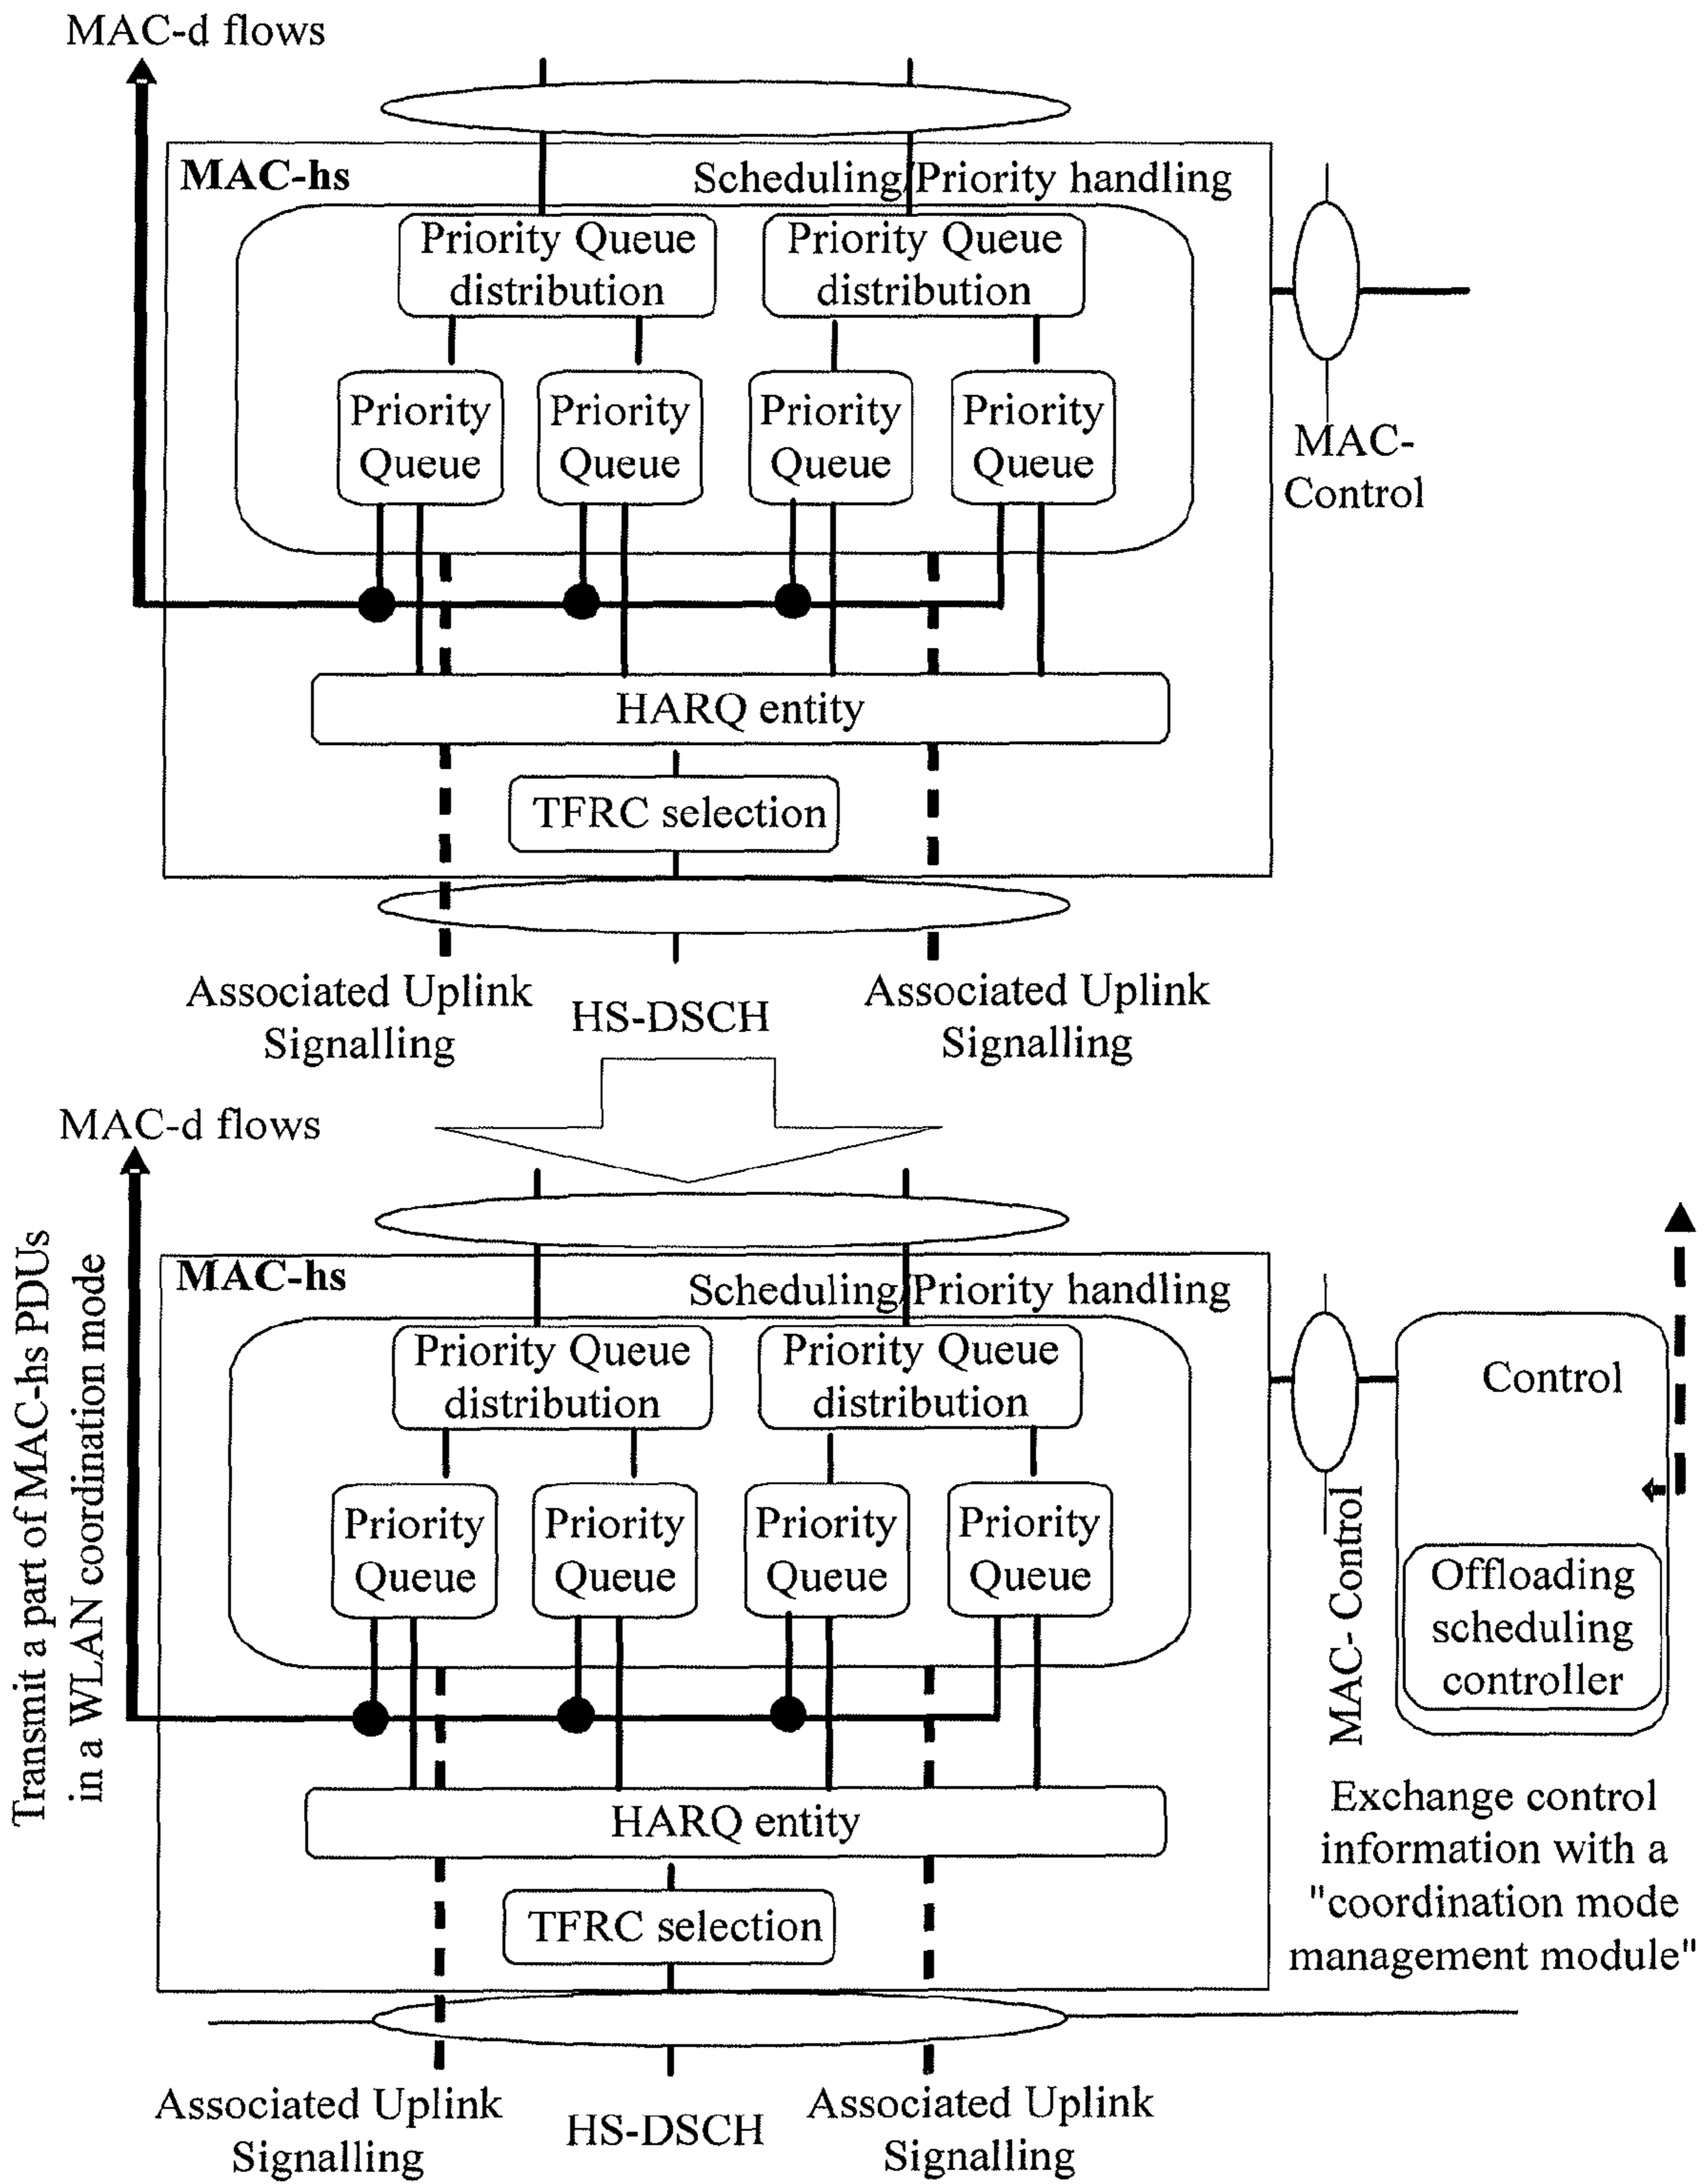 MAC-d flows
MAC-hs
Scheduling/Priority handling
Priority Queue
distribution
Priority Queue
distribution
Priority
Queue
Priority
Queue
Priority
Queue
Priority
Queue
MAC-
Control
HARQ entity
TFRC selection
Associated Uplink
Signalling
HS-DSCH
Associated Uplink
Signalling
MAC-d flows
Transmit a part of MAC-hs PDUs
in a WLAN coordination mode
MAC-hs
Scheduling/Priority handling
Priority Queue
distribution
Priority Queue
distribution
Priority
Queue
Priority
Queue
Priority
Queue
Priority
Queue
MAC- Control
Control
Offloading
scheduling
controller
HARQ entity
TFRC selection
Exchange control
information with a
"coordination mode
management module"
Associated Uplink
Signalling
HS-DSCH
Associated Uplink
Signalling